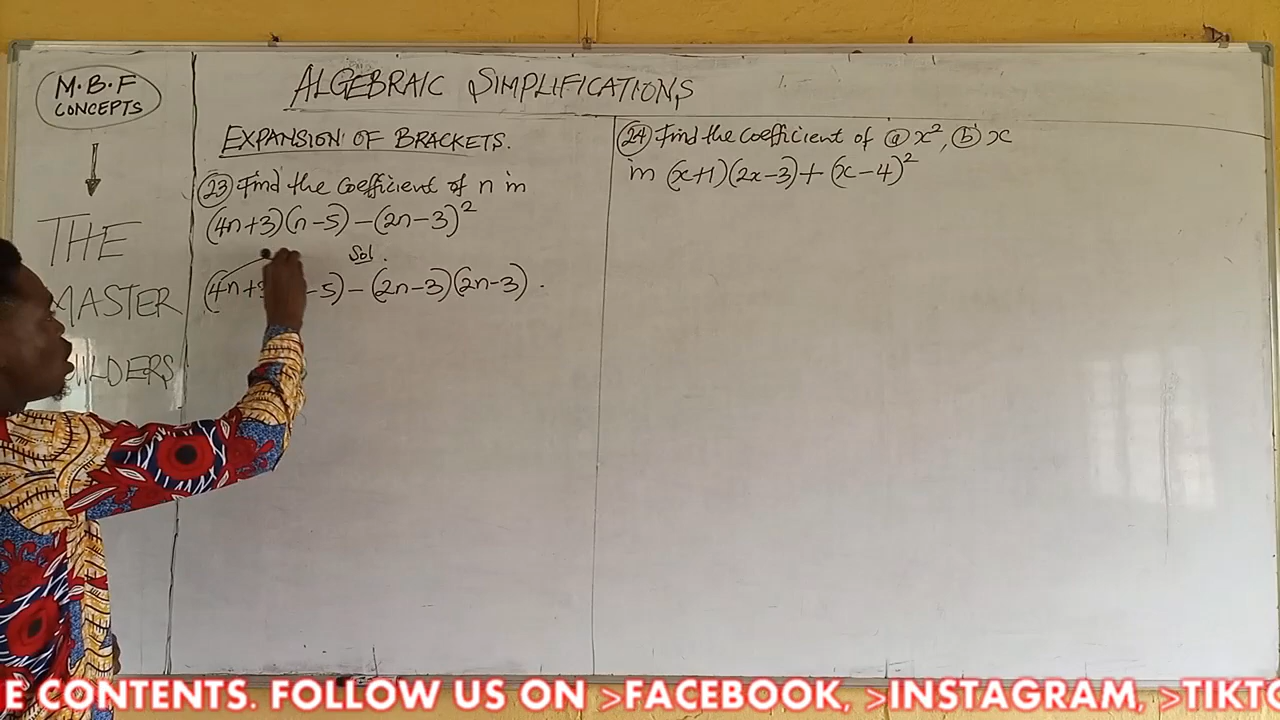 M.B.F
CONCEPTS
THE
MASTER
ALGEBRAIC SIMPLIFICATIONS
EXPANSION OF BRACKETS.
23 Find the Coefficient of n in
(4n+3)(n-5)-(2n-3)²
Sol.
(4n+ -5)-(2n-3)(2n-3).
24 Find the Coefficient of a x², b x
in (x+1)(2x-3)+(x-4)²
CONTENTS. FOLLOW US ON >FACEBOOK, >INSTAGRAM,